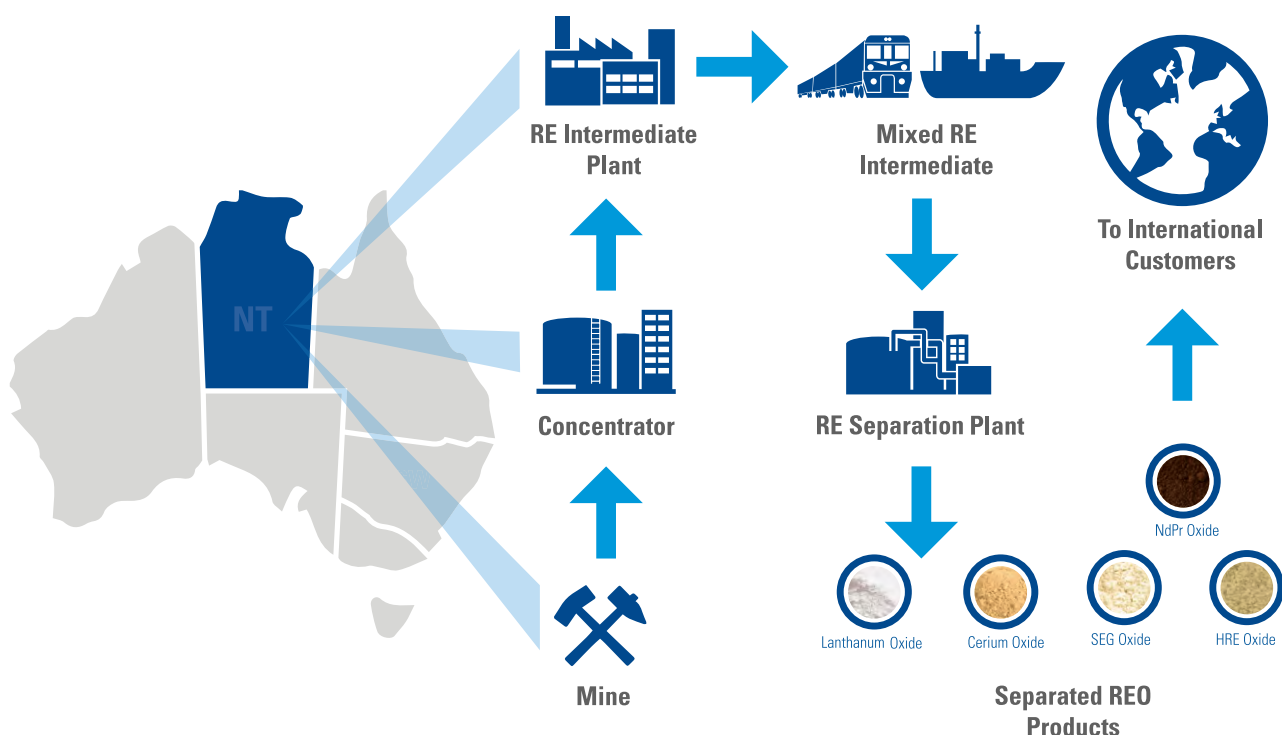 NT
RE Intermediate
Plant
Concentrator
Mine
Mixed RE
Intermediate
RE Separation Plant
To International
Customers
NdPr Oxide
Lanthanum Oxide
Cerium Oxide
SEG Oxide
HRE Oxide
Separated REO
Products